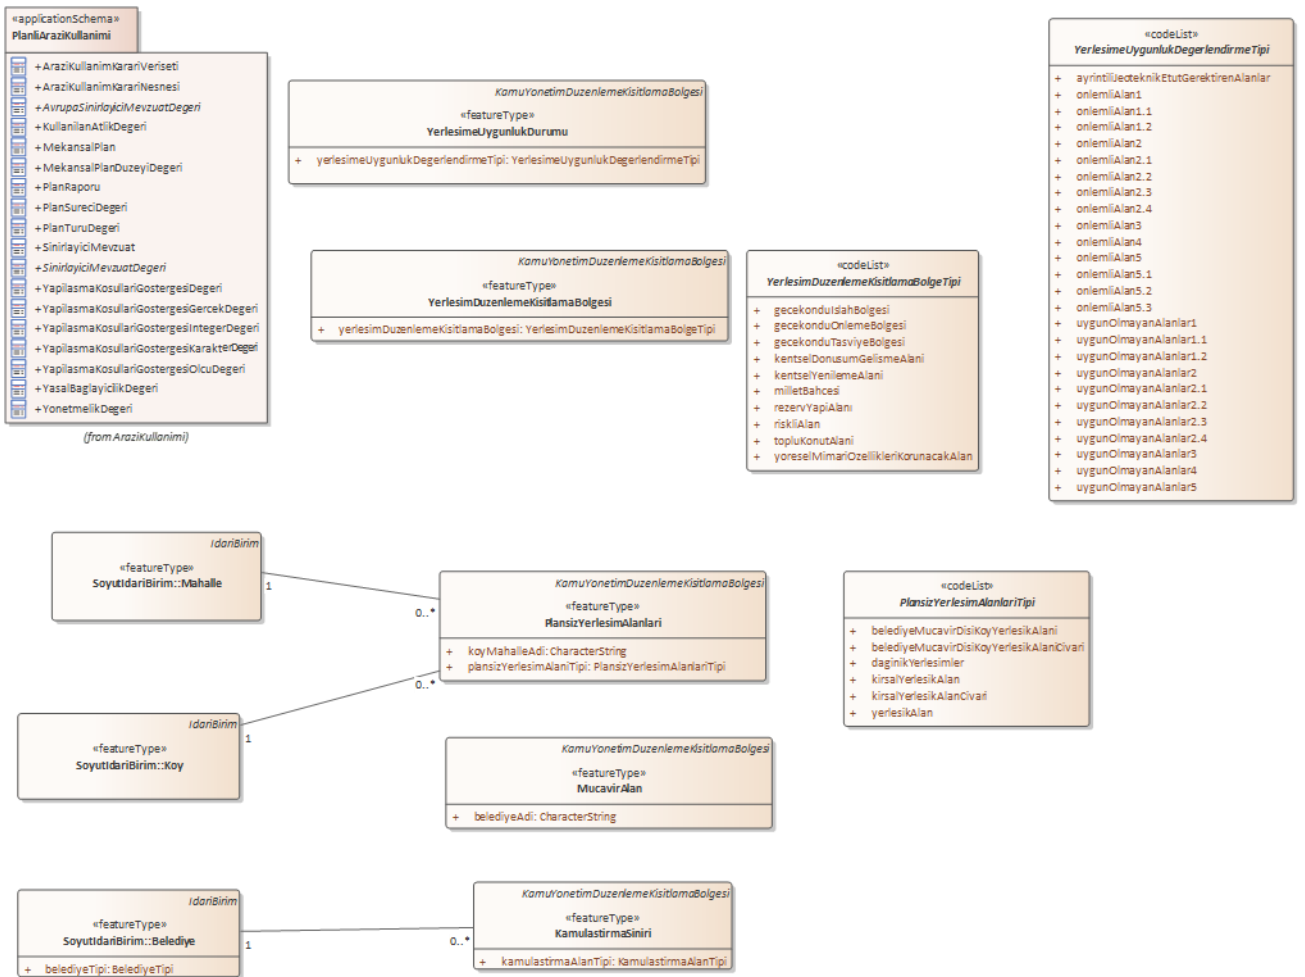 «applicationSchema»
PlanliAraziKullanimi
+AraziKullanimKarariVeriseti
+AraziKullanimKarariNesnesi
+AvrupaSinirlayiciMevzuatDegeri
+KullanilanAtlikDegeri
+MekansalPlan
+MekansalPlanDuzeyiDegeri
+PlanRaporu
+PlanSureciDegeri
+PlanTuruDegeri
+SinirlayiciMevzuat
+SinirlayiciMevzuatDegeri
+YapilasmaKosullariGostergesiDegeri
+YapilasmaKosullariGostergesiGercekDegeri
+YapilasmaKosullariGostergesiIntegerDegeri
+YapilasmaKosullariGostergesiKarakterDegeri
+YapilasmaKosullariGostergesiOlcuDegeri
+YasalBaglayicilikDegeri
+YonetmelikDegeri
(from AraziKullanimi)
KamuYonetimDuzenlemeKisitlamaBolgesi
«featureType»
YerlesimeUygunlukDurumu
+ yerlesimeUygunlukDegerlendirmeTipi: YerlesimeUygunlukDegerlendirmeTipi
KamuYonetimDuzenlemeKisitlamaBolgesi
«featureType»
YerlesimDuzenlemeKisitlamaBolgesi
+ yerlesimDuzenlemeKisitlamaBolgesi: YerlesimDuzenlemeKisitlamaBolgeTipi
«codeList»
YerlesimDuzenlemeKisitlamaBolgeTipi
+ gecekonduIslahBolgesi
+ gecekonduOnlemeBolgesi
+ gecekonduTasviyeBolgesi
+ kentselDonusumGelismeAlani
+ kentselYenilemeAlani
+ milletBahcesi
+ rezervYapiAlanı
+ riskliAlan
+ topluKonutAlani
+ yoreselMimariOzellikleriKorunacakAlan
«codeList»
YerlesimeUygunlukDegerlendirmeTipi
+ ayrintiliJeoteknikEtutGerektirenAlanlar
+ onlemliAlan1
+ onlemliAlan1.1
+ onlemliAlan1.2
+ onlemliAlan2
+ onlemliAlan2.1
+ onlemliAlan2.2
+ onlemliAlan2.3
+ onlemliAlan2.4
+ onlemliAlan3
+ onlemliAlan4
+ onlemliAlan5
+ onlemliAlan5.1
+ onlemliAlan5.2
+ onlemliAlan5.3
+ uygunOlmayanAlanlar1
+ uygunOlmayanAlanlar1.1
+ uygunOlmayanAlanlar1.2
+ uygunOlmayanAlanlar2
+ uygunOlmayanAlanlar2.1
+ uygunOlmayanAlanlar2.2
+ uygunOlmayanAlanlar2.3
+ uygunOlmayanAlanlar2.4
+ uygunOlmayanAlanlar3
+ uygunOlmayanAlanlar4
+ uygunOlmayanAlanlar5
IdariBirim
«featureType»
SoyutIdariBirim::Mahalle
1
0..*
KamuYonetimDuzenlemeKisitlamaBolgesi
«featureType»
PlansizYerlesimAlanlari
+ koyMahalleAdi: CharacterString
+ plansizYerlesimAlaniTipi: PlansizYerlesimAlanlariTipi
0..*
1
IdariBirim
«featureType»
SoyutIdariBirim::Koy
«codeList»
PlansizYerlesimAlanlariTipi
+ belediyeMucavirDisiKoyYerlesikAlani
+ belediyeMucavirDisiKoyYerlesikAlaniCivari
+ daginikYerlesimler
+ kirsalYerlesikAlan
+ kirsalYerlesikAlanCivari
+ yerlesikAlan
KamuYonetimDuzenlemeKisitlamaBolgesi
«featureType»
MucavirAlan
+ belediyeAdi: CharacterString
IdariBirim
«featureType»
SoyutIdariBirim::Belediye
+ belediyeTipi: BelediyeTipi
1
0..*
KamuYonetimDuzenlemeKisitlamaBolgesi
«featureType»
KamulastirmaSiniri
+ kamulastirmaAlanTipi: KamulastirmaAlanTipi